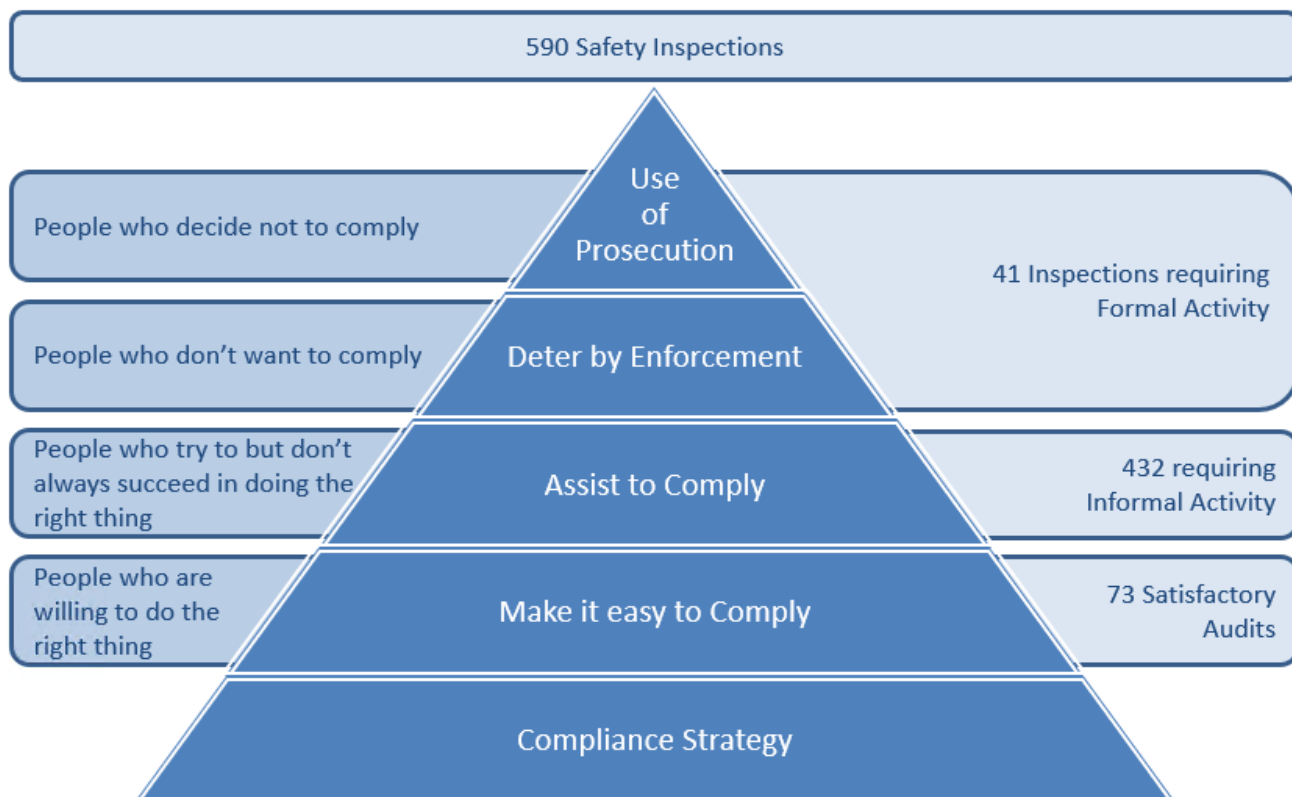 590 Safety Inspections
Use
of
Prosecution
People who decide not to comply
41 Inspections requiring
Formal Activity
People who don’t want to comply
Deter by Enforcement
People who try to but don’t
always succeed in doing the
right thing
Assist to Comply
432 requiring
Informal Activity
People who are
willing to do the
right thing
Make it easy to Comply
73 Satisfactory
Audits
Compliance Strategy